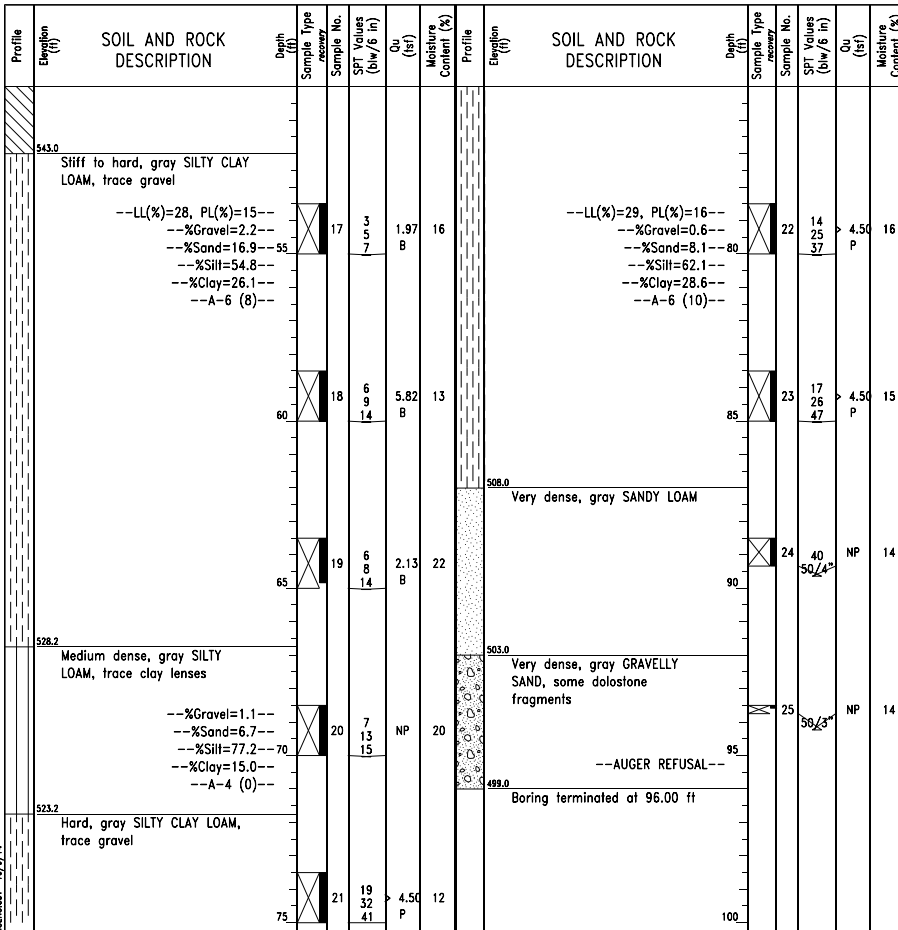 Profile
Elevation (ft)
SOIL AND ROCK
DESCRIPTION
Depth (ft)
Sample Type
recovery
Sample No.
SPT Values (blw/6 in)
Qu (tsf)
Moisture Content (%)
543.0
Stiff to hard, gray SILTY CLAY
LOAM, trace gravel
--LL(%)=28, PL(%)=15--
--%Gravel=2.2--
--%Sand=16.9--
--%Silt=54.8--
--%Clay=26.1--
--A-6 (8)--
55
17
3
5
7
1.97
B
16
60
18
6
9
14
5.82
B
13
65
19
6
8
14
2.13
B
22
528.2
Medium dense, gray SILTY
LOAM, trace clay lenses
--%Gravel=1.1--
--%Sand=6.7--
--%Silt=77.2--
--%Clay=15.0--
--A-4 (0)--
70
20
7
13
15
NP
20
523.2
Hard, gray SILTY CLAY LOAM,
trace gravel
75
21
19
32
41
> 4.50
P
12
Profile
Elevation (ft)
SOIL AND ROCK
DESCRIPTION
Depth (ft)
Sample Type
recovery
Sample No.
SPT Values (blw/6 in)
Qu (tsf)
Moisture Content (%)
--LL(%)=29, PL(%)=16--
--%Gravel=0.6--
--%Sand=8.1--
--%Silt=62.1--
--%Clay=28.6--
--A-6 (10)--
80
22
14
25
37
> 4.50
P
16
85
23
17
26
47
> 4.50
P
15
508.0
Very dense, gray SANDY LOAM
90
24
40
50/4"
NP
14
503.0
Very dense, gray GRAVELLY
SAND, some dolostone
fragments
25
50/3"
NP
14
95
--AUGER REFUSAL--
499.0
Boring terminated at 96.00 ft
100